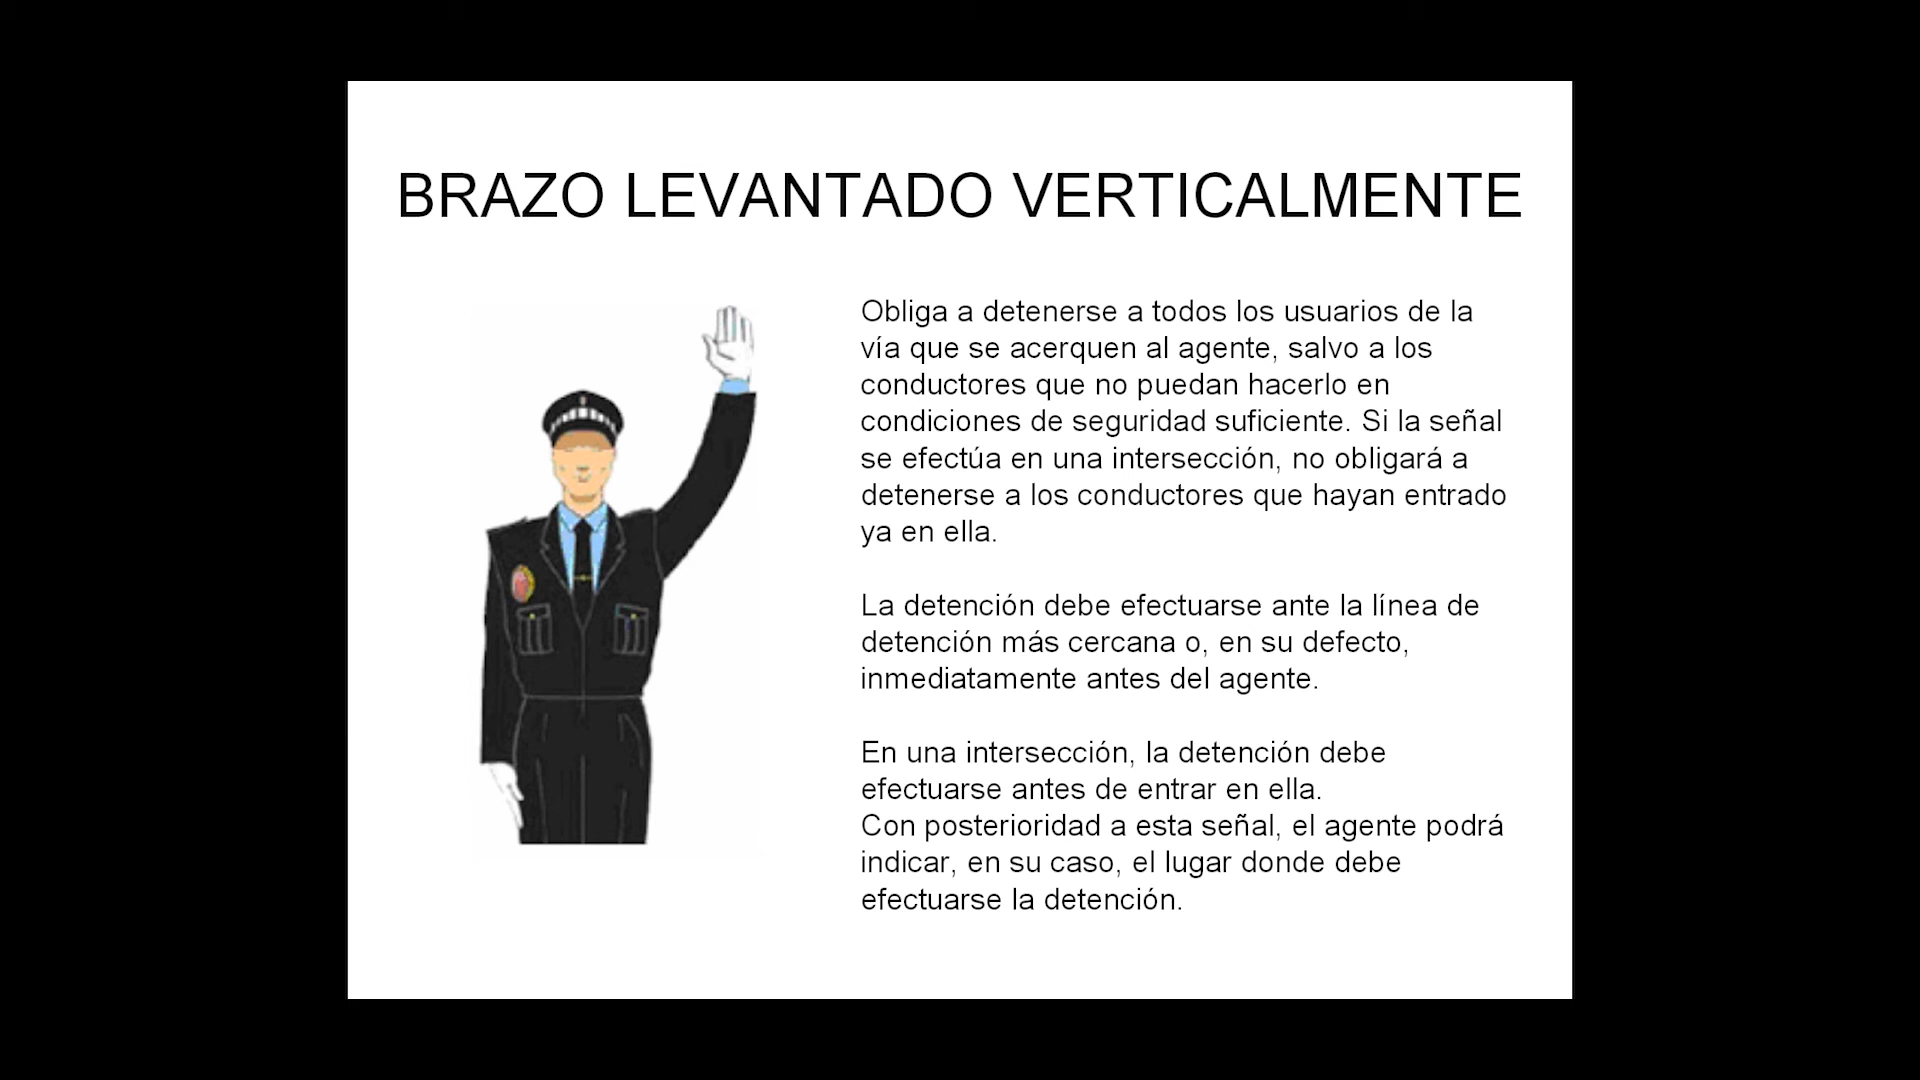 BRAZO LEVANTADO VERTICALMENTE
Obliga a detenerse a todos los usuarios de la
vía que se acerquen al agente, salvo a los
conductores que no puedan hacerlo en
condiciones de seguridad suficiente. Si la señal
se efectúa en una intersección, no obligará a
detenerse a los conductores que hayan entrado
ya en ella.
La detención debe efectuarse ante la línea de
detención más cercana o, en su defecto,
inmediatamente antes del agente.
En una intersección, la detención debe
efectuarse antes de entrar en ella.
Con posterioridad a esta señal, el agente podrá
indicar, en su caso, el lugar donde debe
efectuarse la detención.